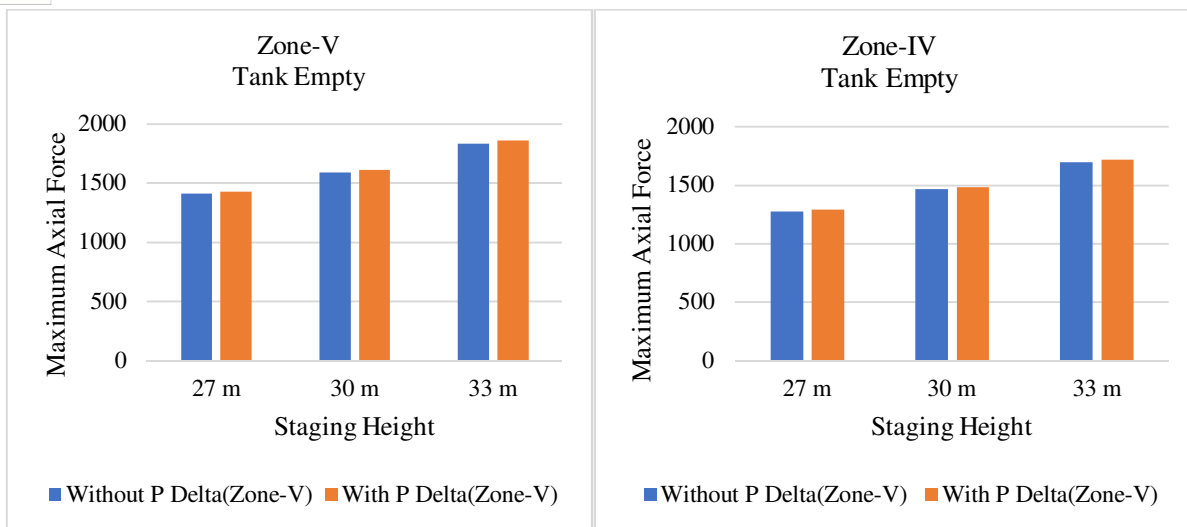 Zone-V
Tank Empty
Maximum Axial Force
2000
1500
1000
500
0
27 m
30 m
33 m
Staging Height
Without P Delta(Zone-V)
With P Delta(Zone-V)
Zone-IV
Tank Empty
Maximum Axial Force
2000
1500
1000
500
0
27 m
30 m
33 m
Staging Height
Without P Delta(Zone-V)
With P Delta(Zone-V)